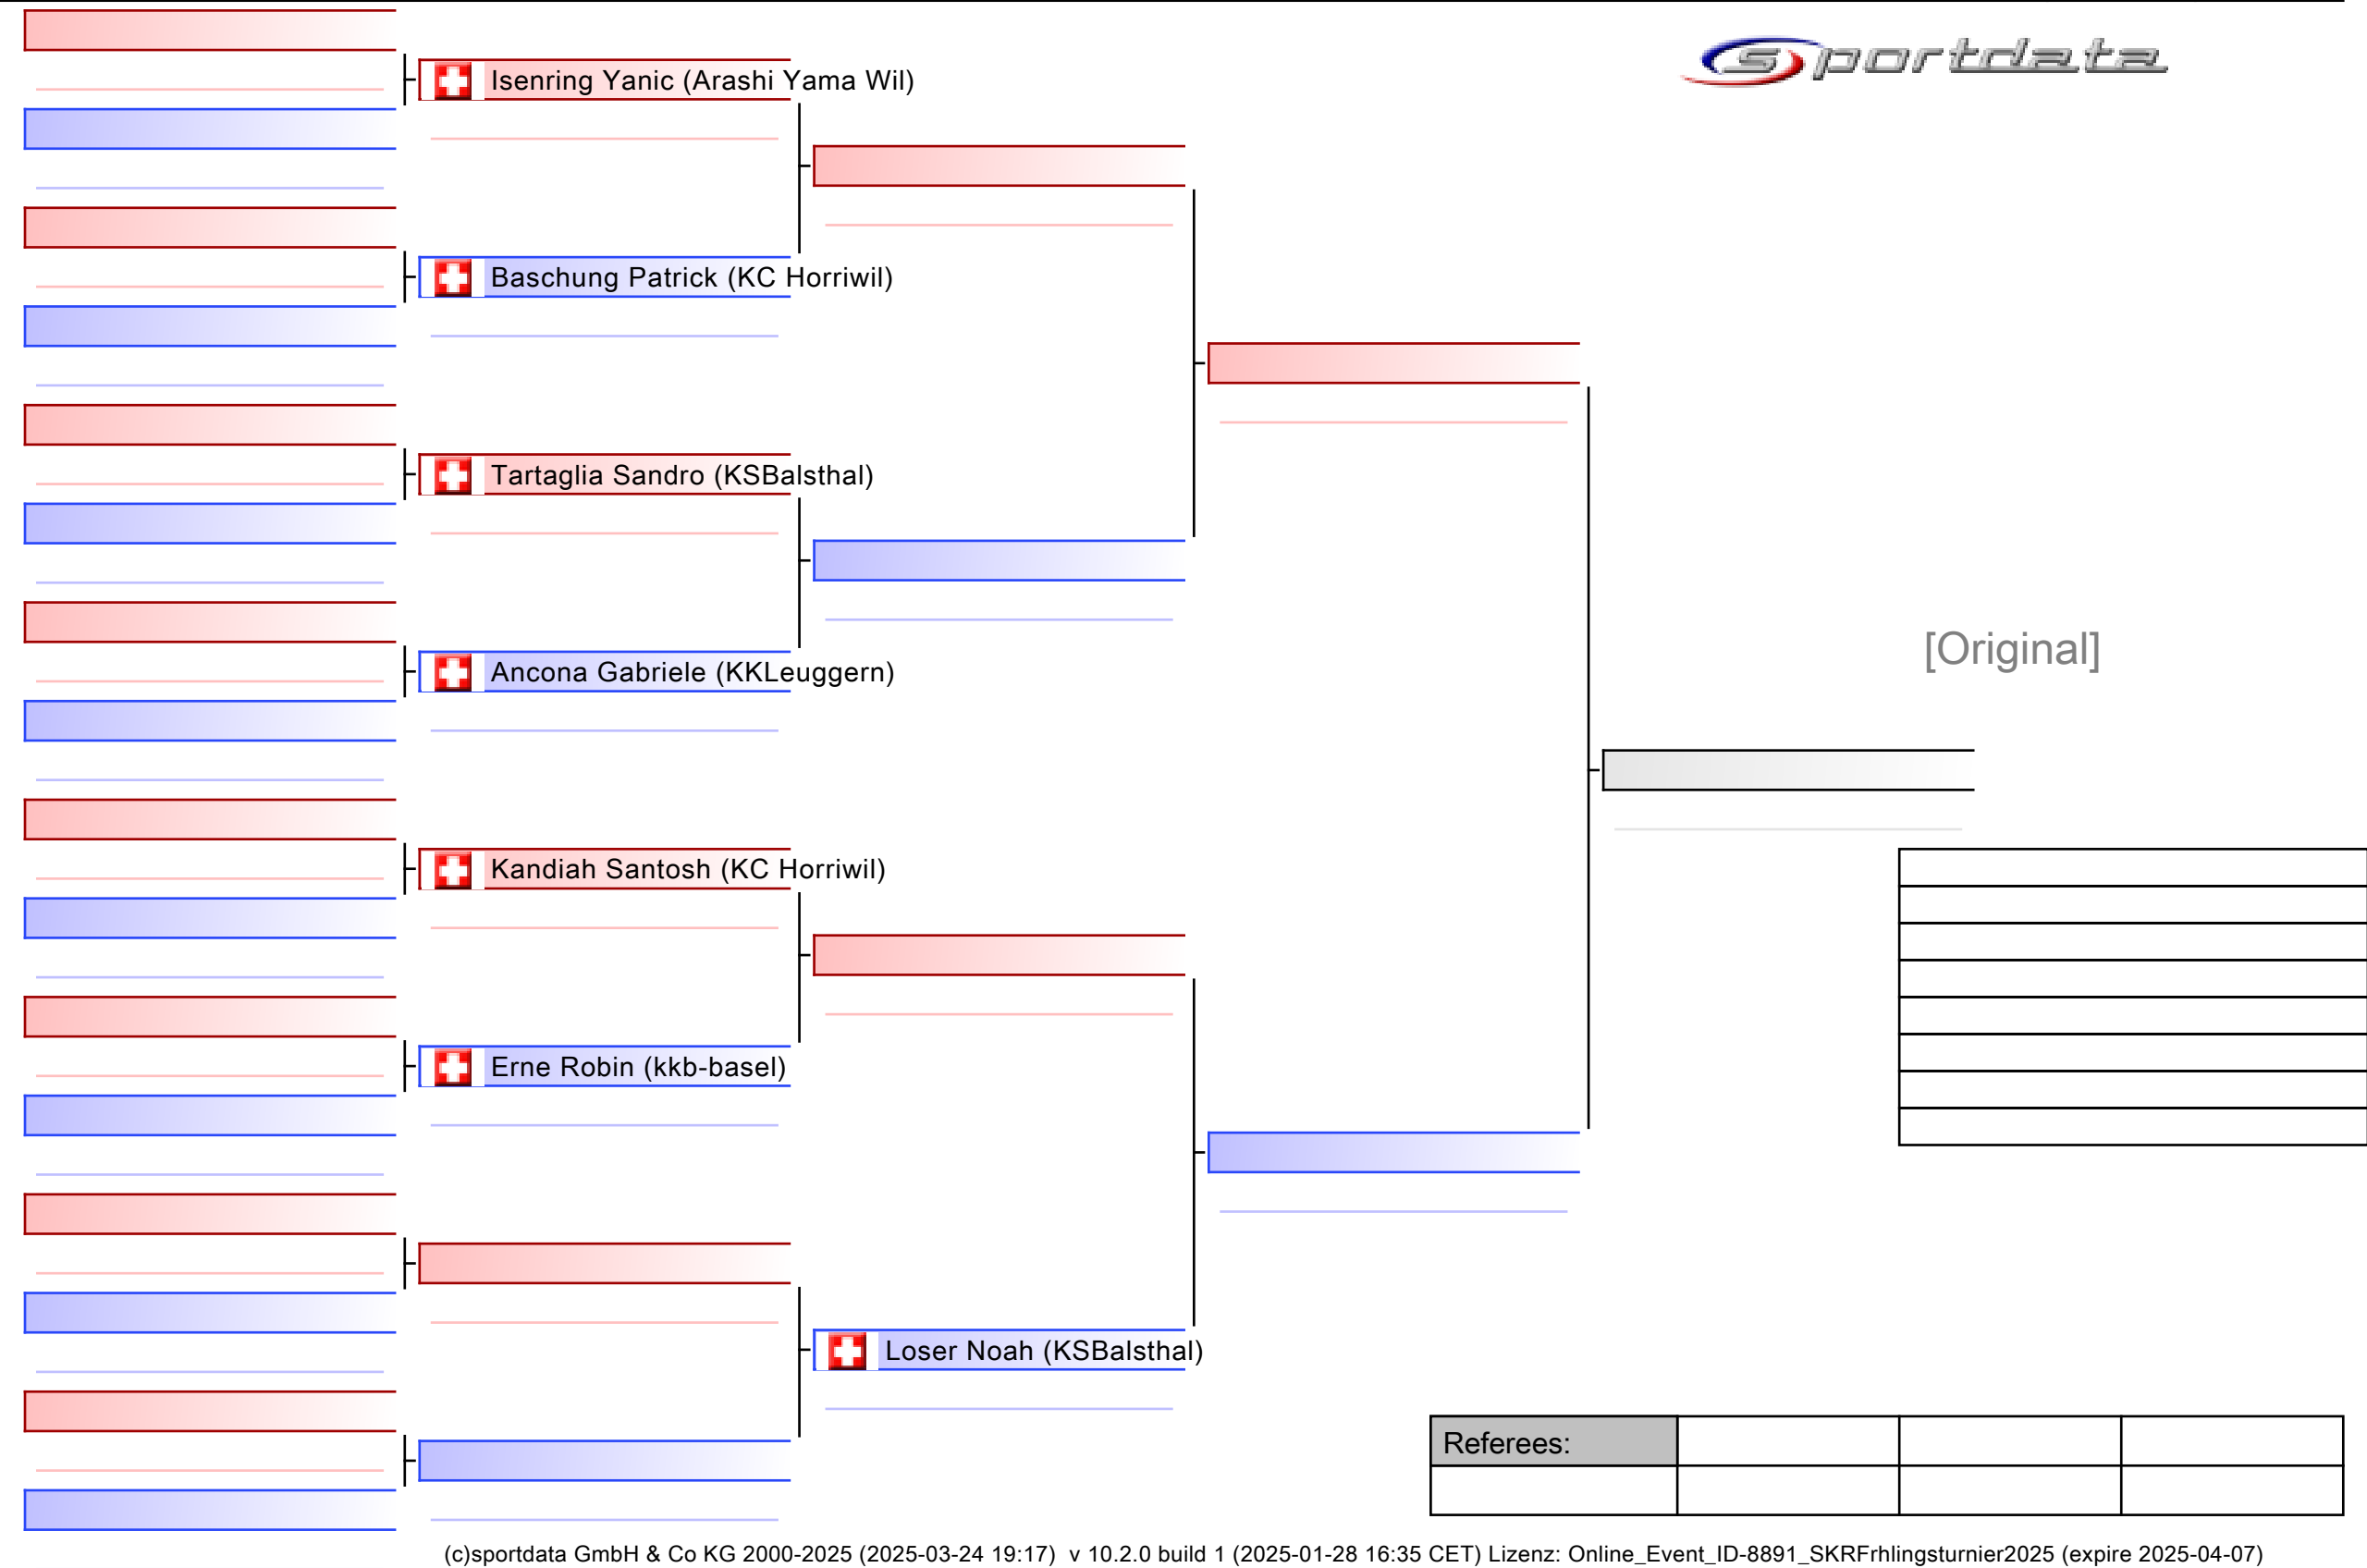 sportdata
Isenring Yanic (Arashi Yama Wil)
Baschung Patrick (KC Horriwil)
Tartaglia Sandro (KSBalsthal)
[Original]
Ancona Gabriele (KKLeuggern)
Kandiah Santosh (KC Horriwil)
Erne Robin (kkb-basel)
Loser Noah (KSBalsthal)
Referees:
(c)sportdata GmbH & Co KG 2000-2025 (2025-03-24 19:17) v 10.2.0 build 1 (2025-01-28 16:35 CET) Lizenz: Online_Event_ID-8891_SKRFrhlingsturnier2025 (expire 2025-04-07)